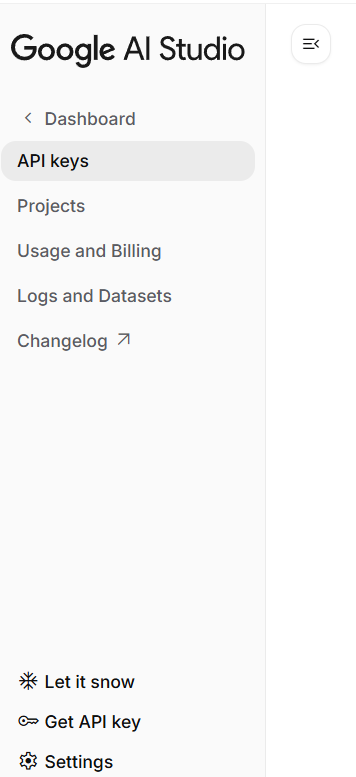 Google AI Studio
Dashboard
API keys
Projects
Usage and Billing
Logs and Datasets
Changelog
Let it snow
Get API key
Settings